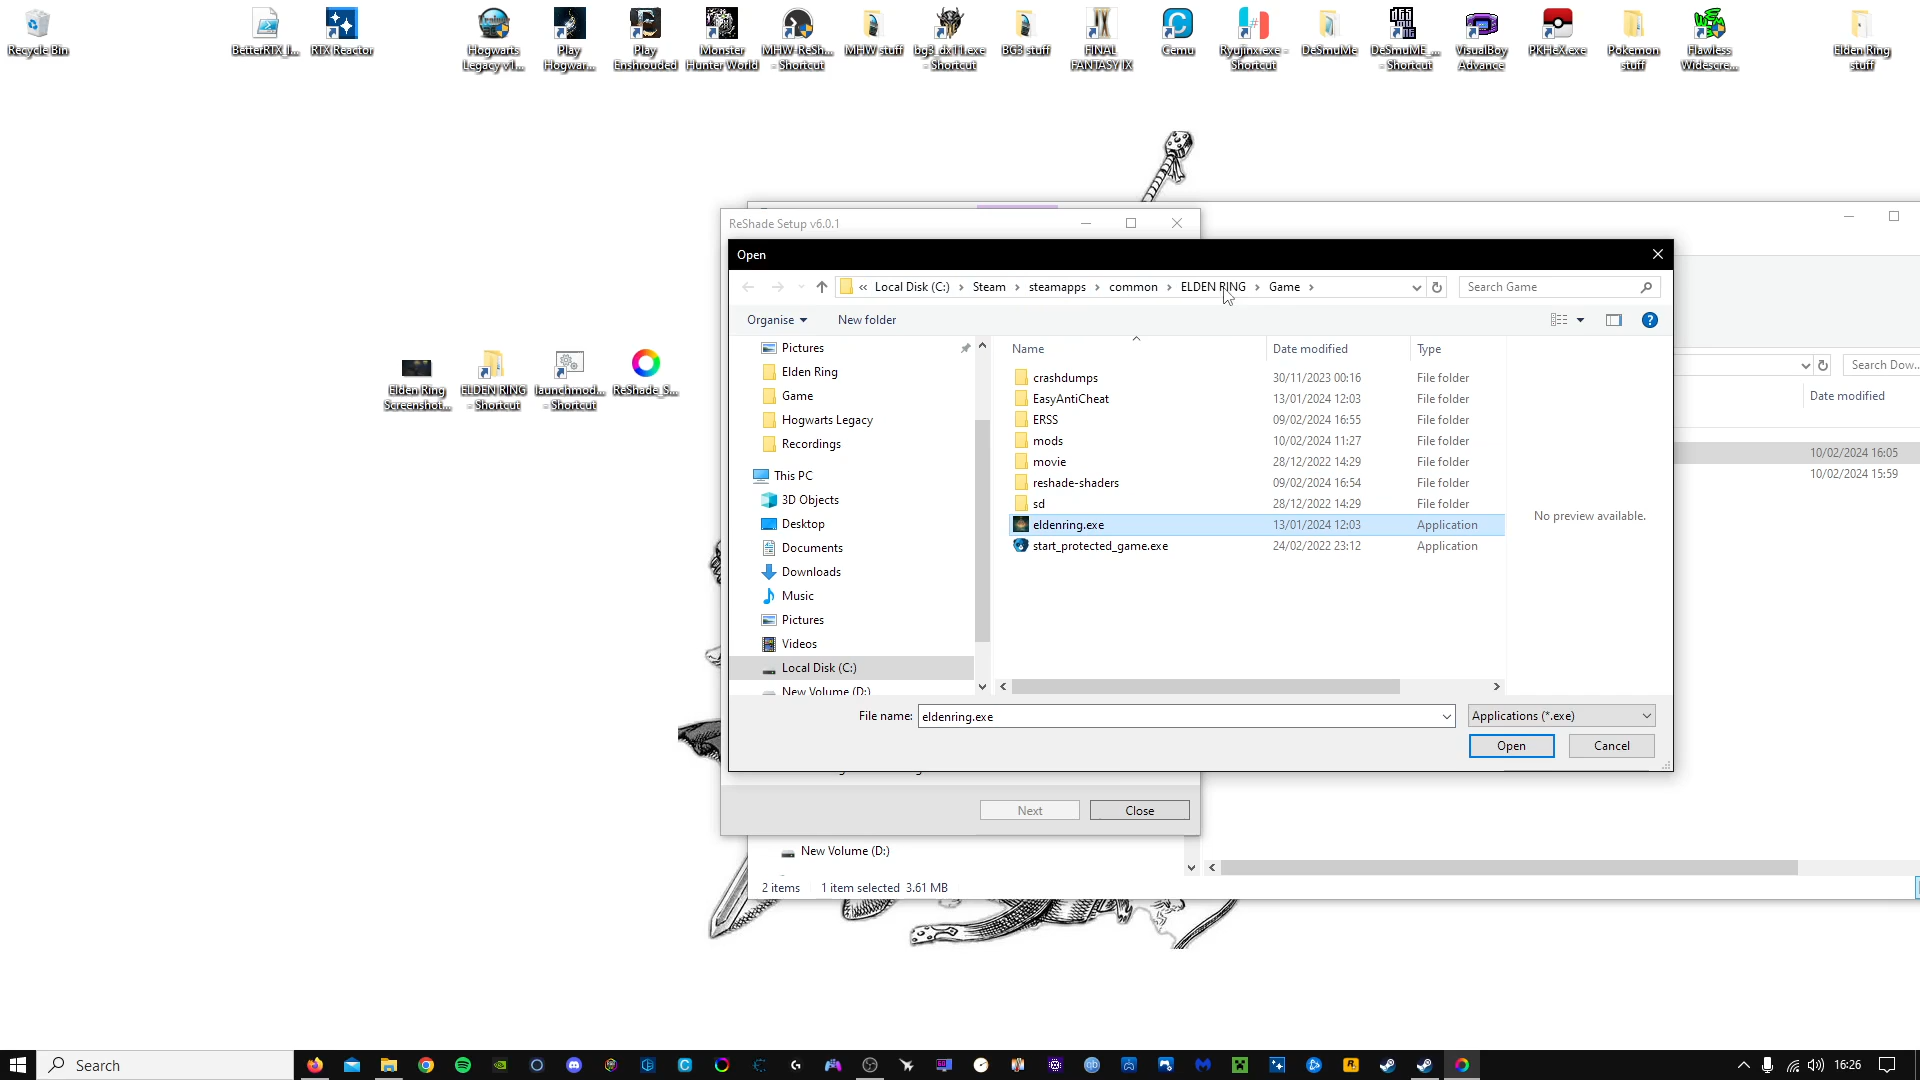 Recycle Bin
BetterRTX_I...
RTX Reactor
Hogwarts
Legacy v1....
Play
Hogwar...
Play
Enshrouded
Monster
Hunter World
MHW-ReSh...
- Shortcut
MHW stuff
bg3_dx11.exe
- Shortcut
BG3 stuff
FINAL
FANTASY IX
Cemu
Ryujinx.exe -
Shortcut
DeSmuMe
DeSmuME_...
- Shortcut
VisualBoy
Advance
PKHeX.exe
Pokemon
stuff
Flawless
Widescre...
Elden Ring
stuff
Elden Ring
Screenshot...
ELDEN RING
- Shortcut
launchmod...
- Shortcut
ReShade_S...
ReShade Setup v6.0.1
Open
« Local Disk (C:) › Steam › steamapps › common › ELDEN RING › Game ›
Search Game
Organise
New folder
Pictures
Elden Ring
Game
Hogwarts Legacy
Recordings
This PC
3D Objects
Desktop
Documents
Downloads
Music
Pictures
Videos
Local Disk (C:)
New Volume (D:)
Name Date modified Type
crashdumps 30/11/2023 00:16 File folder
EasyAntiCheat 13/01/2024 12:03 File folder
ERSS 09/02/2024 16:55 File folder
mods 10/02/2024 11:27 File folder
movie 28/12/2022 14:29 File folder
reshade-shaders 09/02/2024 16:54 File folder
sd 28/12/2022 14:29 File folder
eldenring.exe 13/01/2024 12:03 Application
start_protected_game.exe 24/02/2022 23:12 Application
No preview available.
File name: eldenring.exe
Applications (*.exe)
Open
Cancel
Search Dow...
Date modified
10/02/2024 16:05
10/02/2024 15:59
Next
Close
New Volume (D:)
2 items 1 item selected 3.61 MB
Search
16:26